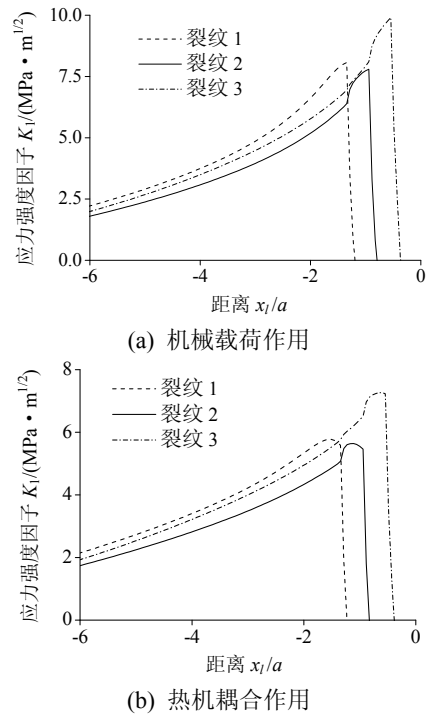 10.0
裂纹 1
裂纹 2
裂纹 3
7.5
5.0
2.5
0.0
-6
-4
-2
0
应力强度因子 K_I/(MPa·m^{1/2})
距离 x_l/a
(a) 机械载荷作用
8
裂纹 1
裂纹 2
裂纹 3
6
4
2
0
-6
-4
-2
0
应力强度因子 K_I/(MPa·m^{1/2})
距离 x_l/a
(b) 热机耦合作用